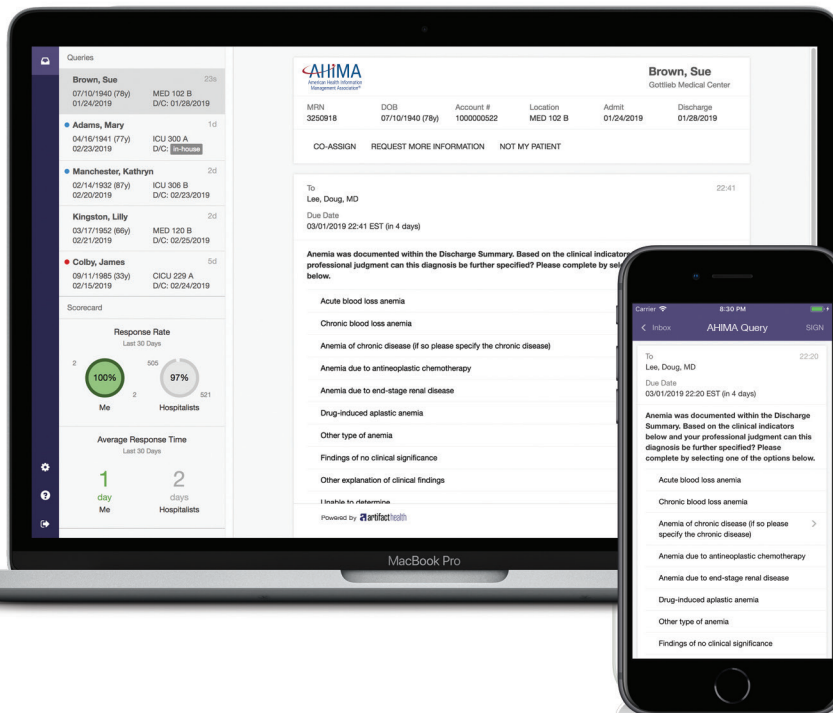 Queries
Brown, Sue 23s
07/10/1940 (78y) MED 102 B
01/24/2019 D/C: 01/28/2019
Adams, Mary 1d
04/16/1941 (77y) ICU 300 A
02/23/2019 D/C: in-house
Manchester, Kathryn 2d
02/14/1932 (87y) ICU 306 B
02/20/2019 D/C: 02/23/2019
Kingston, Lilly 2d
03/17/1952 (66y) MED 120 B
02/21/2019 D/C: 02/25/2019
Colby, James 5d
09/11/1985 (33y) CICU 229 A
02/15/2019 D/C: 02/24/2019
Scorecard
Response Rate
Last 30 Days
2 505
100% 97%
2 521
Me Hospitalists
Average Response Time
Last 30 Days
1 2
day days
Me Hospitalists
AHiMA
American Health Information
Management Association®
Brown, Sue
Gottlieb Medical Center
MRN DOB Account # Location Admit Discharge
3250918 07/10/1940 (78y) 1000000522 MED 102 B 01/24/2019 01/28/2019
CO-ASSIGN REQUEST MORE INFORMATION NOT MY PATIENT
To 22:41
Lee, Doug, MD
Due Date
03/01/2019 22:41 EST (in 4 days)
Anemia was documented within the Discharge Summary. Based on the clinical indicators
professional judgment can this diagnosis be further specified? Please complete by
below.
Acute blood loss anemia
Chronic blood loss anemia
Anemia of chronic disease (if so please specify the chronic disease)
Anemia due to antineoplastic chemotherapy
Anemia due to end-stage renal disease
Drug-induced aplastic anemia
Other type of anemia
Findings of no clinical significance
Other explanation of clinical findings
Unable to determine
Powered by artifact health
MacBook Pro
Carrier 8:30 PM
Inbox AHIMA Query SIGN
To 22:20
Lee, Doug, MD
Due Date
03/01/2019 22:20 EST (in 4 days)
Anemia was documented within the Discharge
Summary. Based on the clinical indicators
below and your professional judgment can this
diagnosis be further specified? Please
complete by selecting one of the options below.
Acute blood loss anemia
Chronic blood loss anemia
Anemia of chronic disease (if so please
specify the chronic disease)
Anemia due to antineoplastic chemotherapy
Anemia due to end-stage renal disease
Drug-induced aplastic anemia
Other type of anemia
Findings of no clinical significance